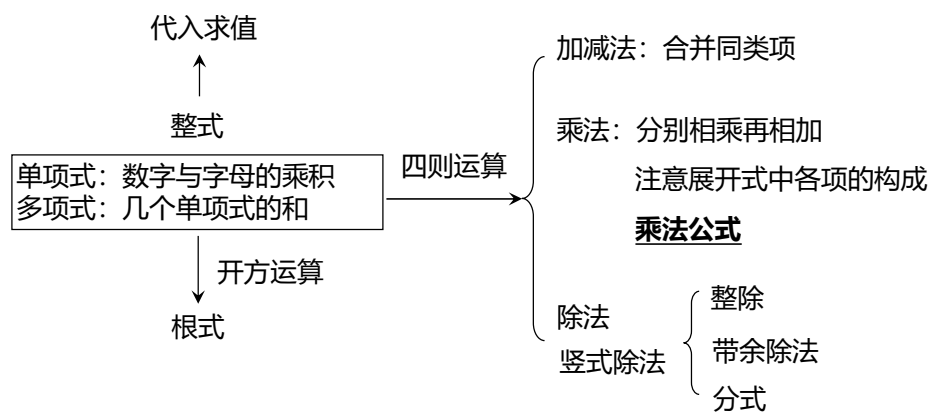 代入求值
整式
单项式：数字与字母的乘积
多项式：几个单项式的和
开方运算
根式
四则运算
加减法：合并同类项
乘法：分别相乘再相加
注意展开式中各项的构成
乘法公式
除法
竖式除法
整除
带余除法
分式